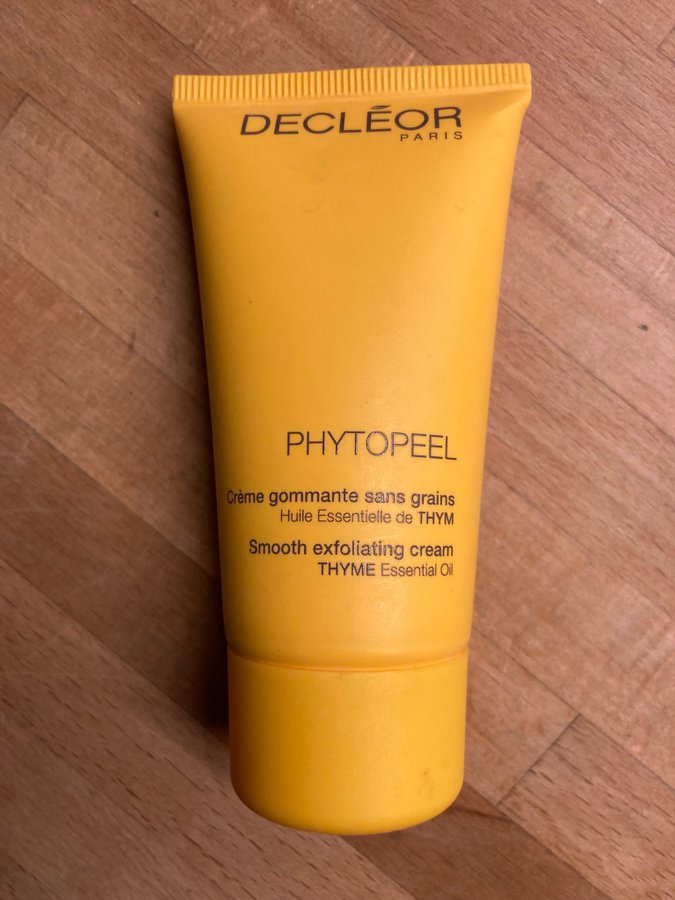 DECLÉOR
PARIS
PHYTOPEEL
Crème gommante sans grains
Huile Essentielle de THYM
Smooth exfoliating cream
THYME Essential Oil